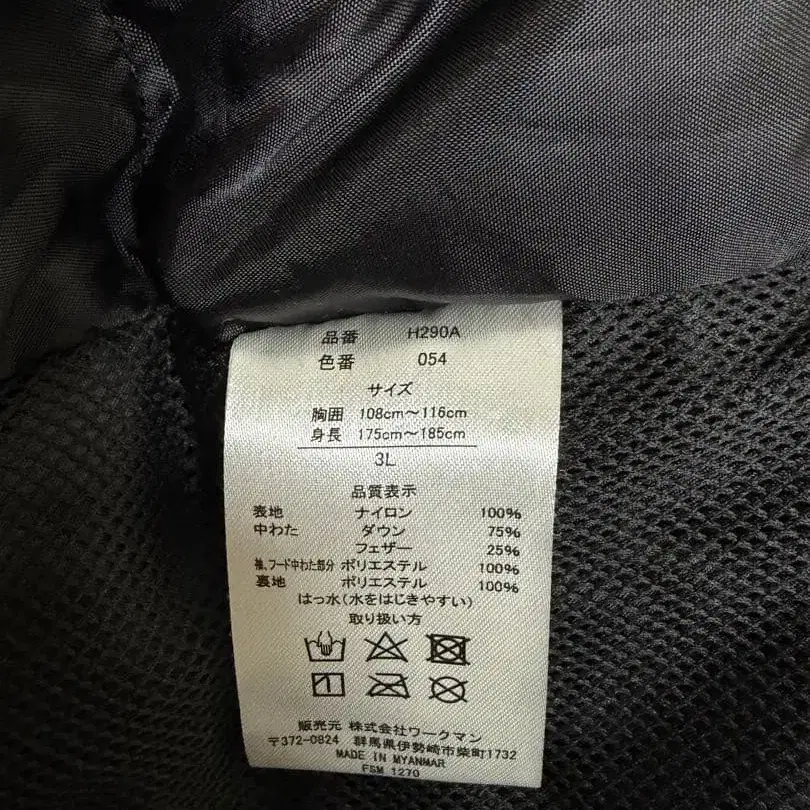 品番 H290A
色番 054
サイズ
胸囲 108cm～116cm
身長 175cm～185cm
3L
品質表示
表地 ナイロン 100%
中わた ダウン 75%
フェザー 25%
袖、フード中わた部分 ポリエステル 100%
裏地 ポリエステル 100%
はっ水(水をはじきやすい)
取り扱い方
販売元 株式会社ワークマン
〒372-0824 群馬県伊勢崎市柴町1732
MADE IN MYANMAR
FSM 1270